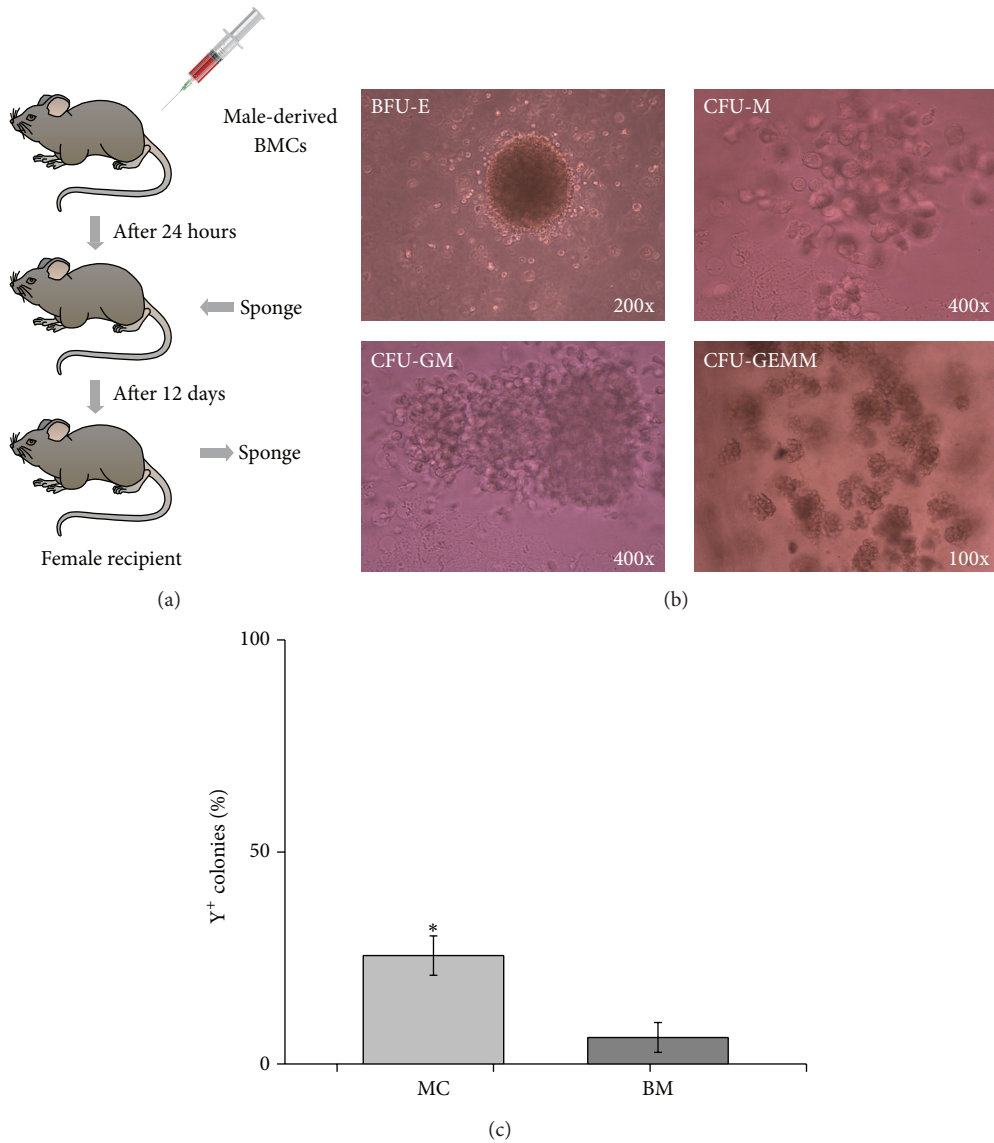 Male-derived
BMCs
After 24 hours
Sponge
After 12 days
Sponge
Female recipient
(a)
BFU-E
200x
CFU-M
400x
CFU-GM
400x
CFU-GEMM
100x
(b)
100
50
0
Y⁺ colonies (%)
*
MC
BM
(c)